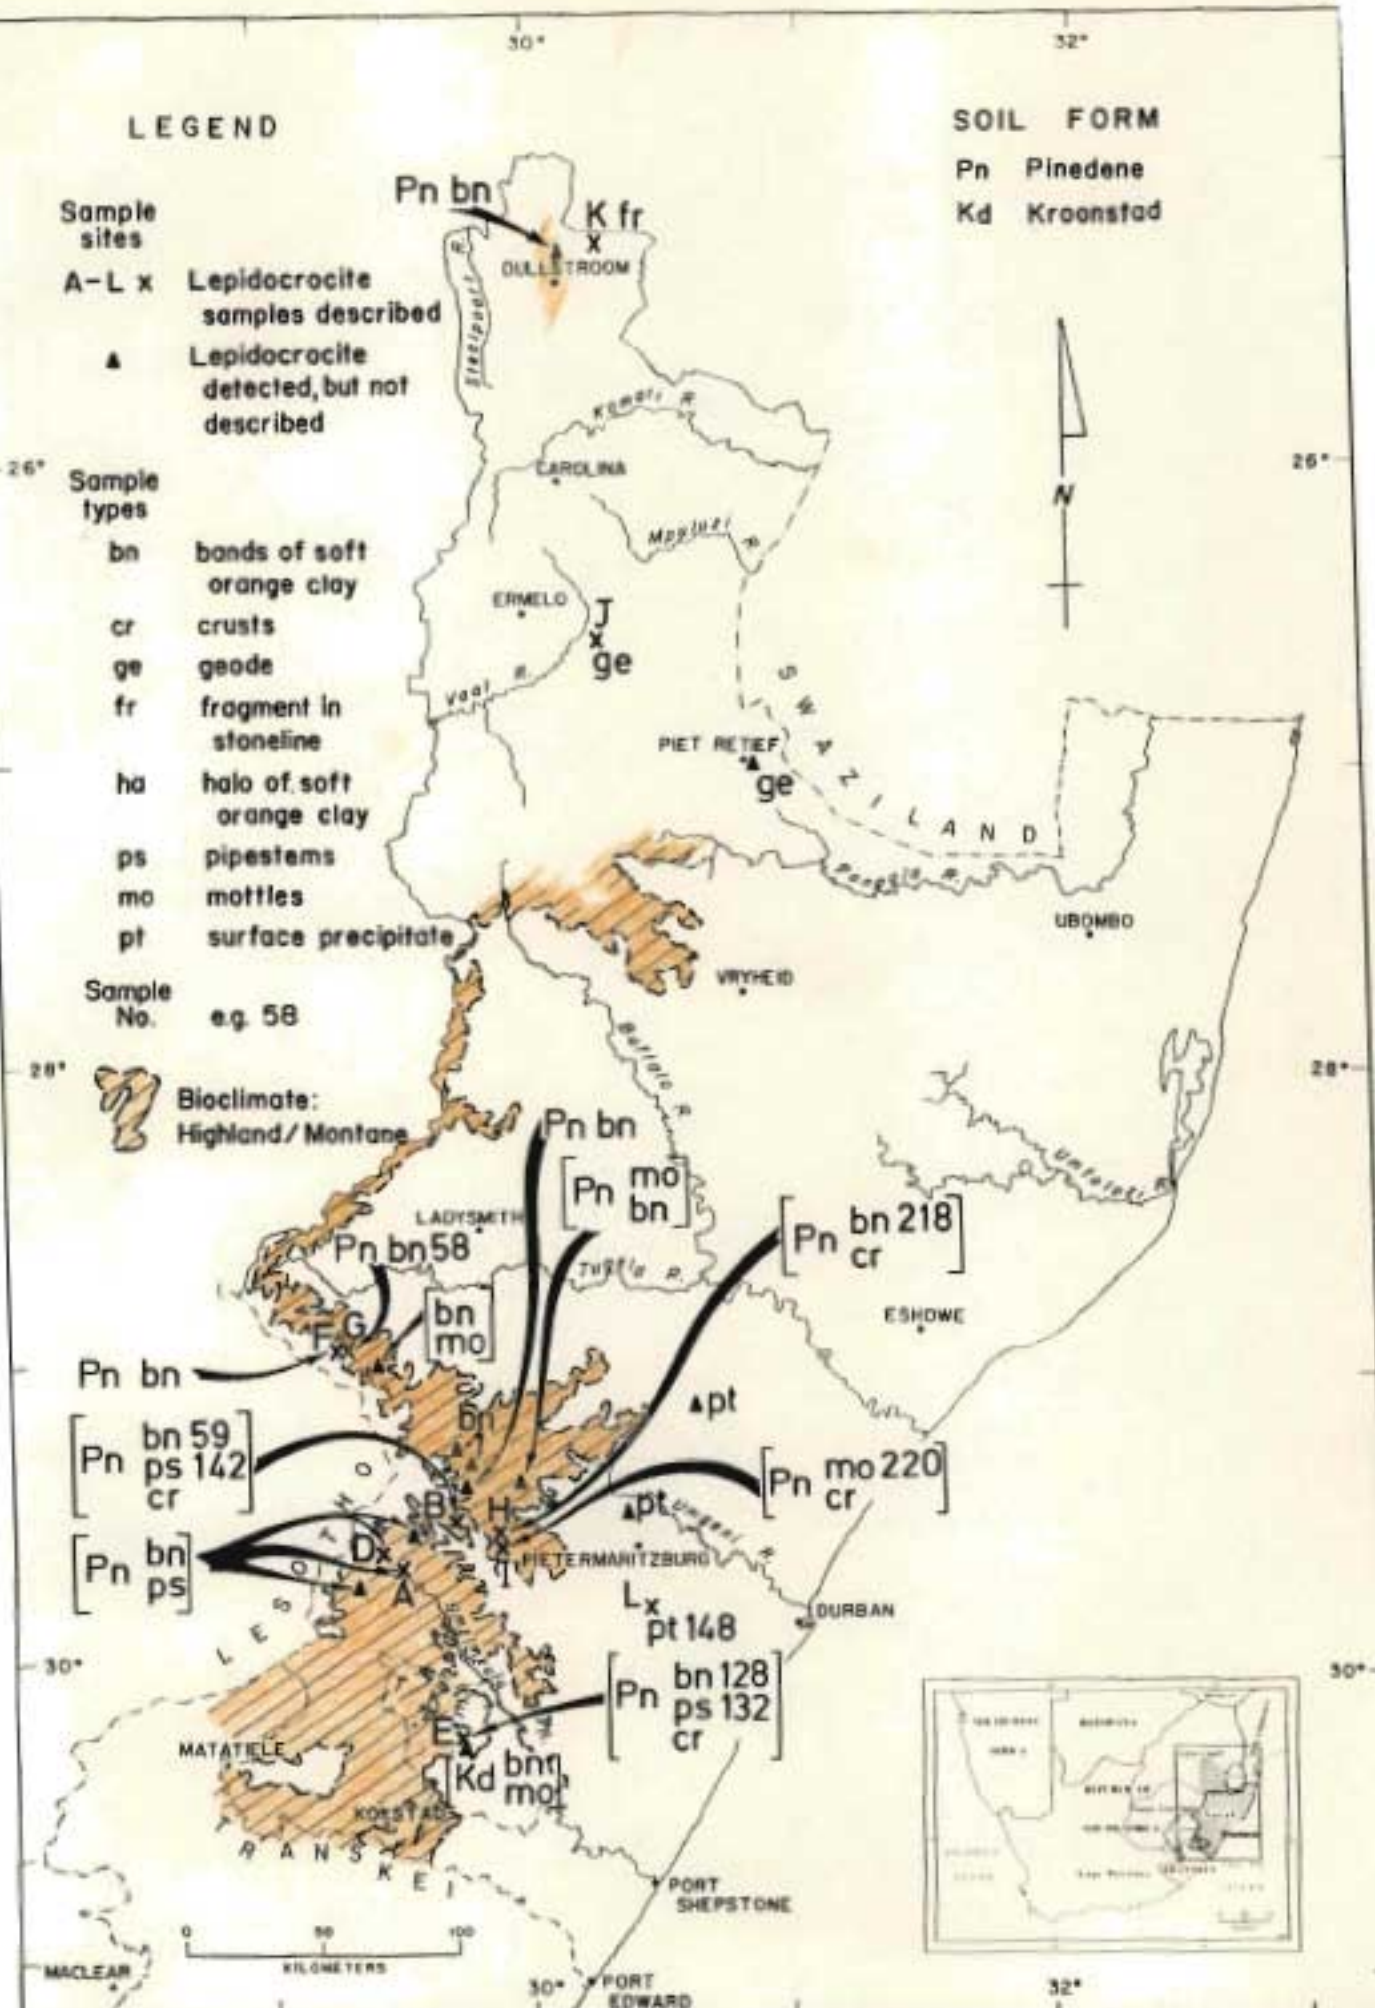 30° 32°
LEGEND
SOIL FORM
Pn Pinedene
Kd Kroonstad
Sample
sites
A-L x Lepidocrocite
samples described
▲ Lepidocrocite
detected, but not
described
Sample
types
bn bands of soft
orange clay
cr crusts
ge geode
fr fragment in
stoneline
ha halo of soft
orange clay
ps pipestems
mo mottles
pt surface precipitate
Sample
No. e.g. 58
Bioclimate:
Highland/Montane
Pn bn
K fr
x
DULLSTROOM
Steelpoort R.
26° 26°
Komati R.
CAROLINA
N
ERMELO
J
x
ge
Vaal R.
SWAZILAND
PIET RETIEF
ge
Pongola R.
UBOMBO
VRYHEID
Buffalo R.
28° 28°
Umfolozi R.
Pn bn
[Pn mo
bn]
[Pn bn 218
cr]
LADYSMITH
Pn bn 58
Tugela R.
ESHOWE
F G
x
[bn
mo]
Pn bn
bn
pt
[Pn bn 59
ps 142
cr]
[Pn mo 220
cr]
B H
pt
Umgeni R.
[Pn bn
ps]
D
A
I
PIETERMARITZBURG
LESOTHO
L x
pt 148
DURBAN
30° 30°
[Pn bn 128
ps 132
cr]
E
[Kd bn
mo]
MATATIELE
KOKSTAD
TRANSKEI
PORT
SHEPSTONE
0 50 100
KILOMETERS
MACLEAR
30° 32°
PORT
EDWARD